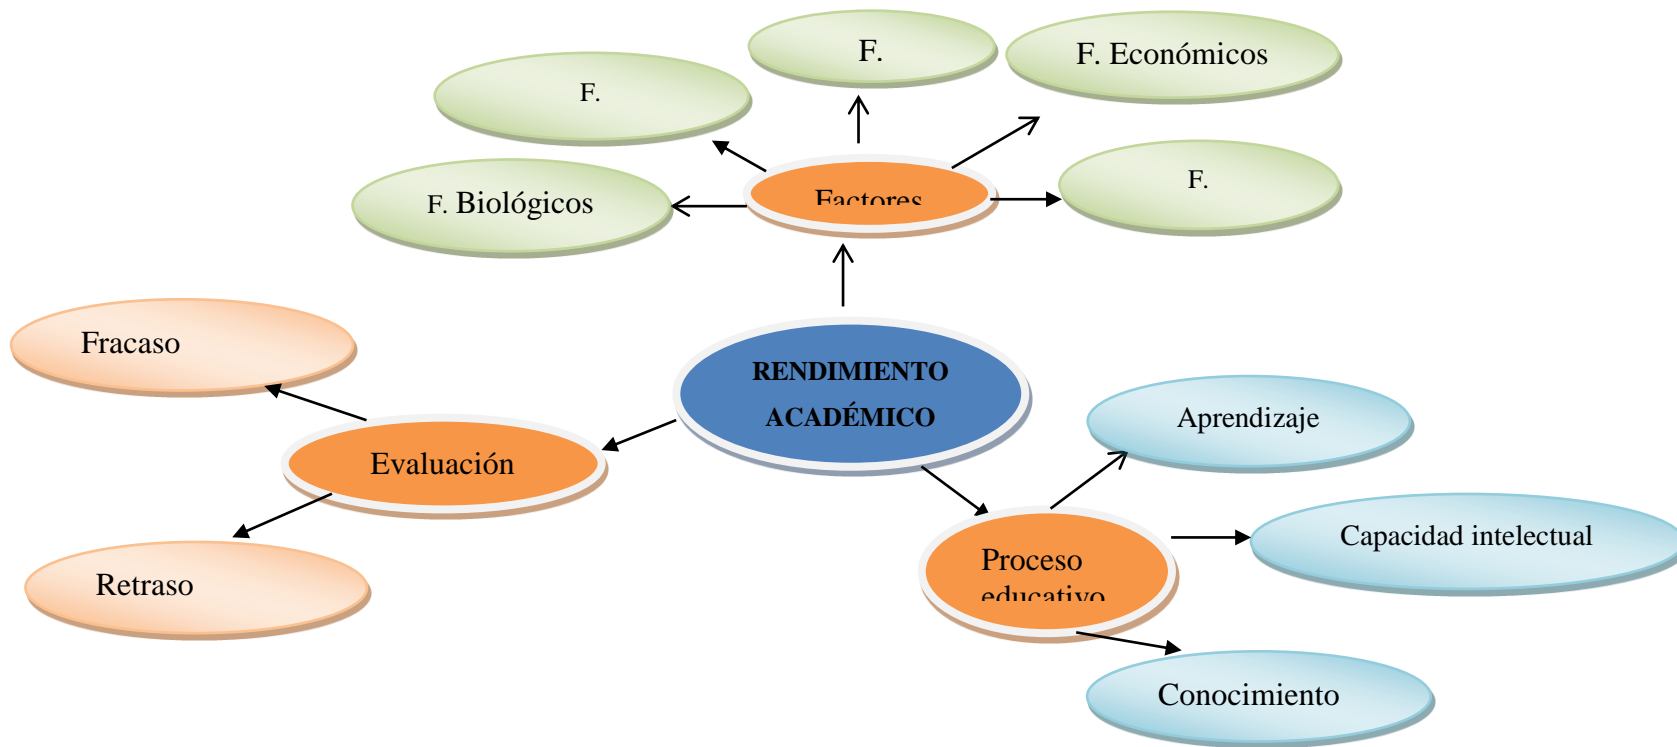 F.
F. Económicos
F.
F.
F. Biológicos
Factores
Fracaso
RENDIMIENTO
ACADÉMICO
Aprendizaje
Evaluación
Capacidad intelectual
Proceso
educativo
Retraso
Conocimiento